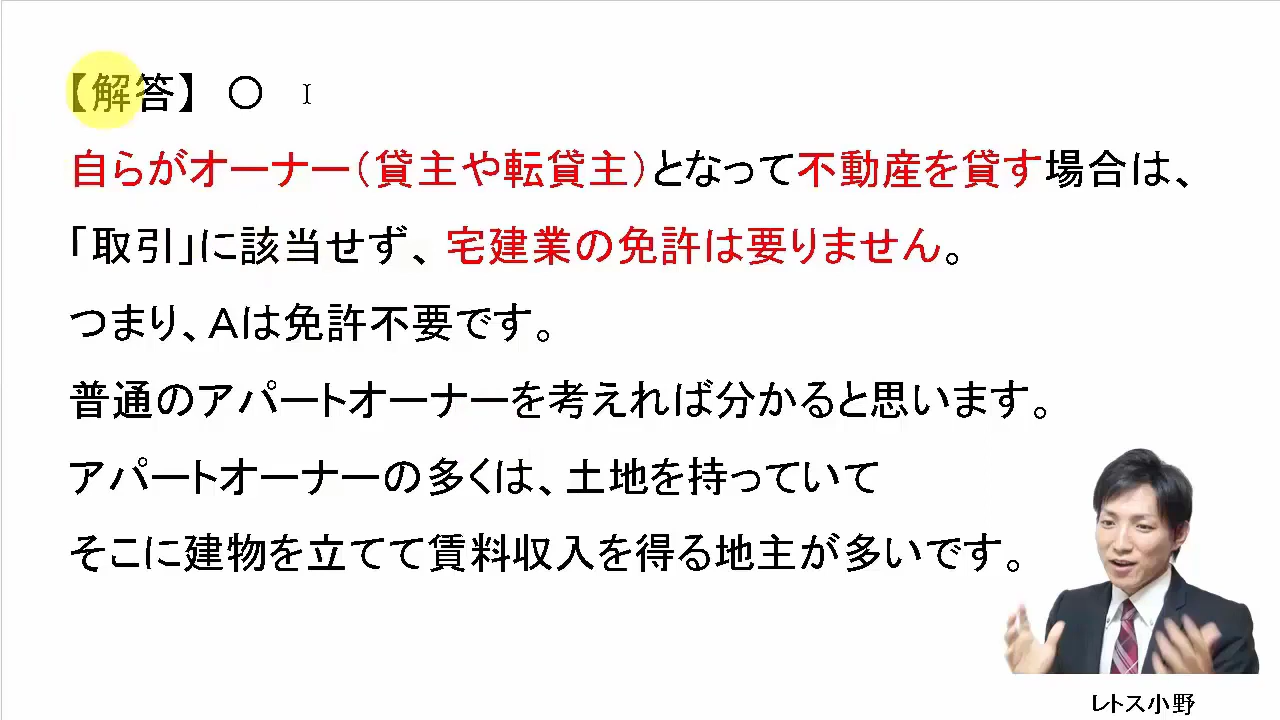 【解答】 ○
自らがオーナー（貸主や転貸主）となって不動産を貸す場合は、
「取引」に該当せず、宅建業の免許は要りません。
つまり、Aは免許不要です。
普通のアパートオーナーを考えれば分かると思います。
アパートオーナーの多くは、土地を持っていて
そこに建物を立てて賃料収入を得る地主が多いです。
レトス小野